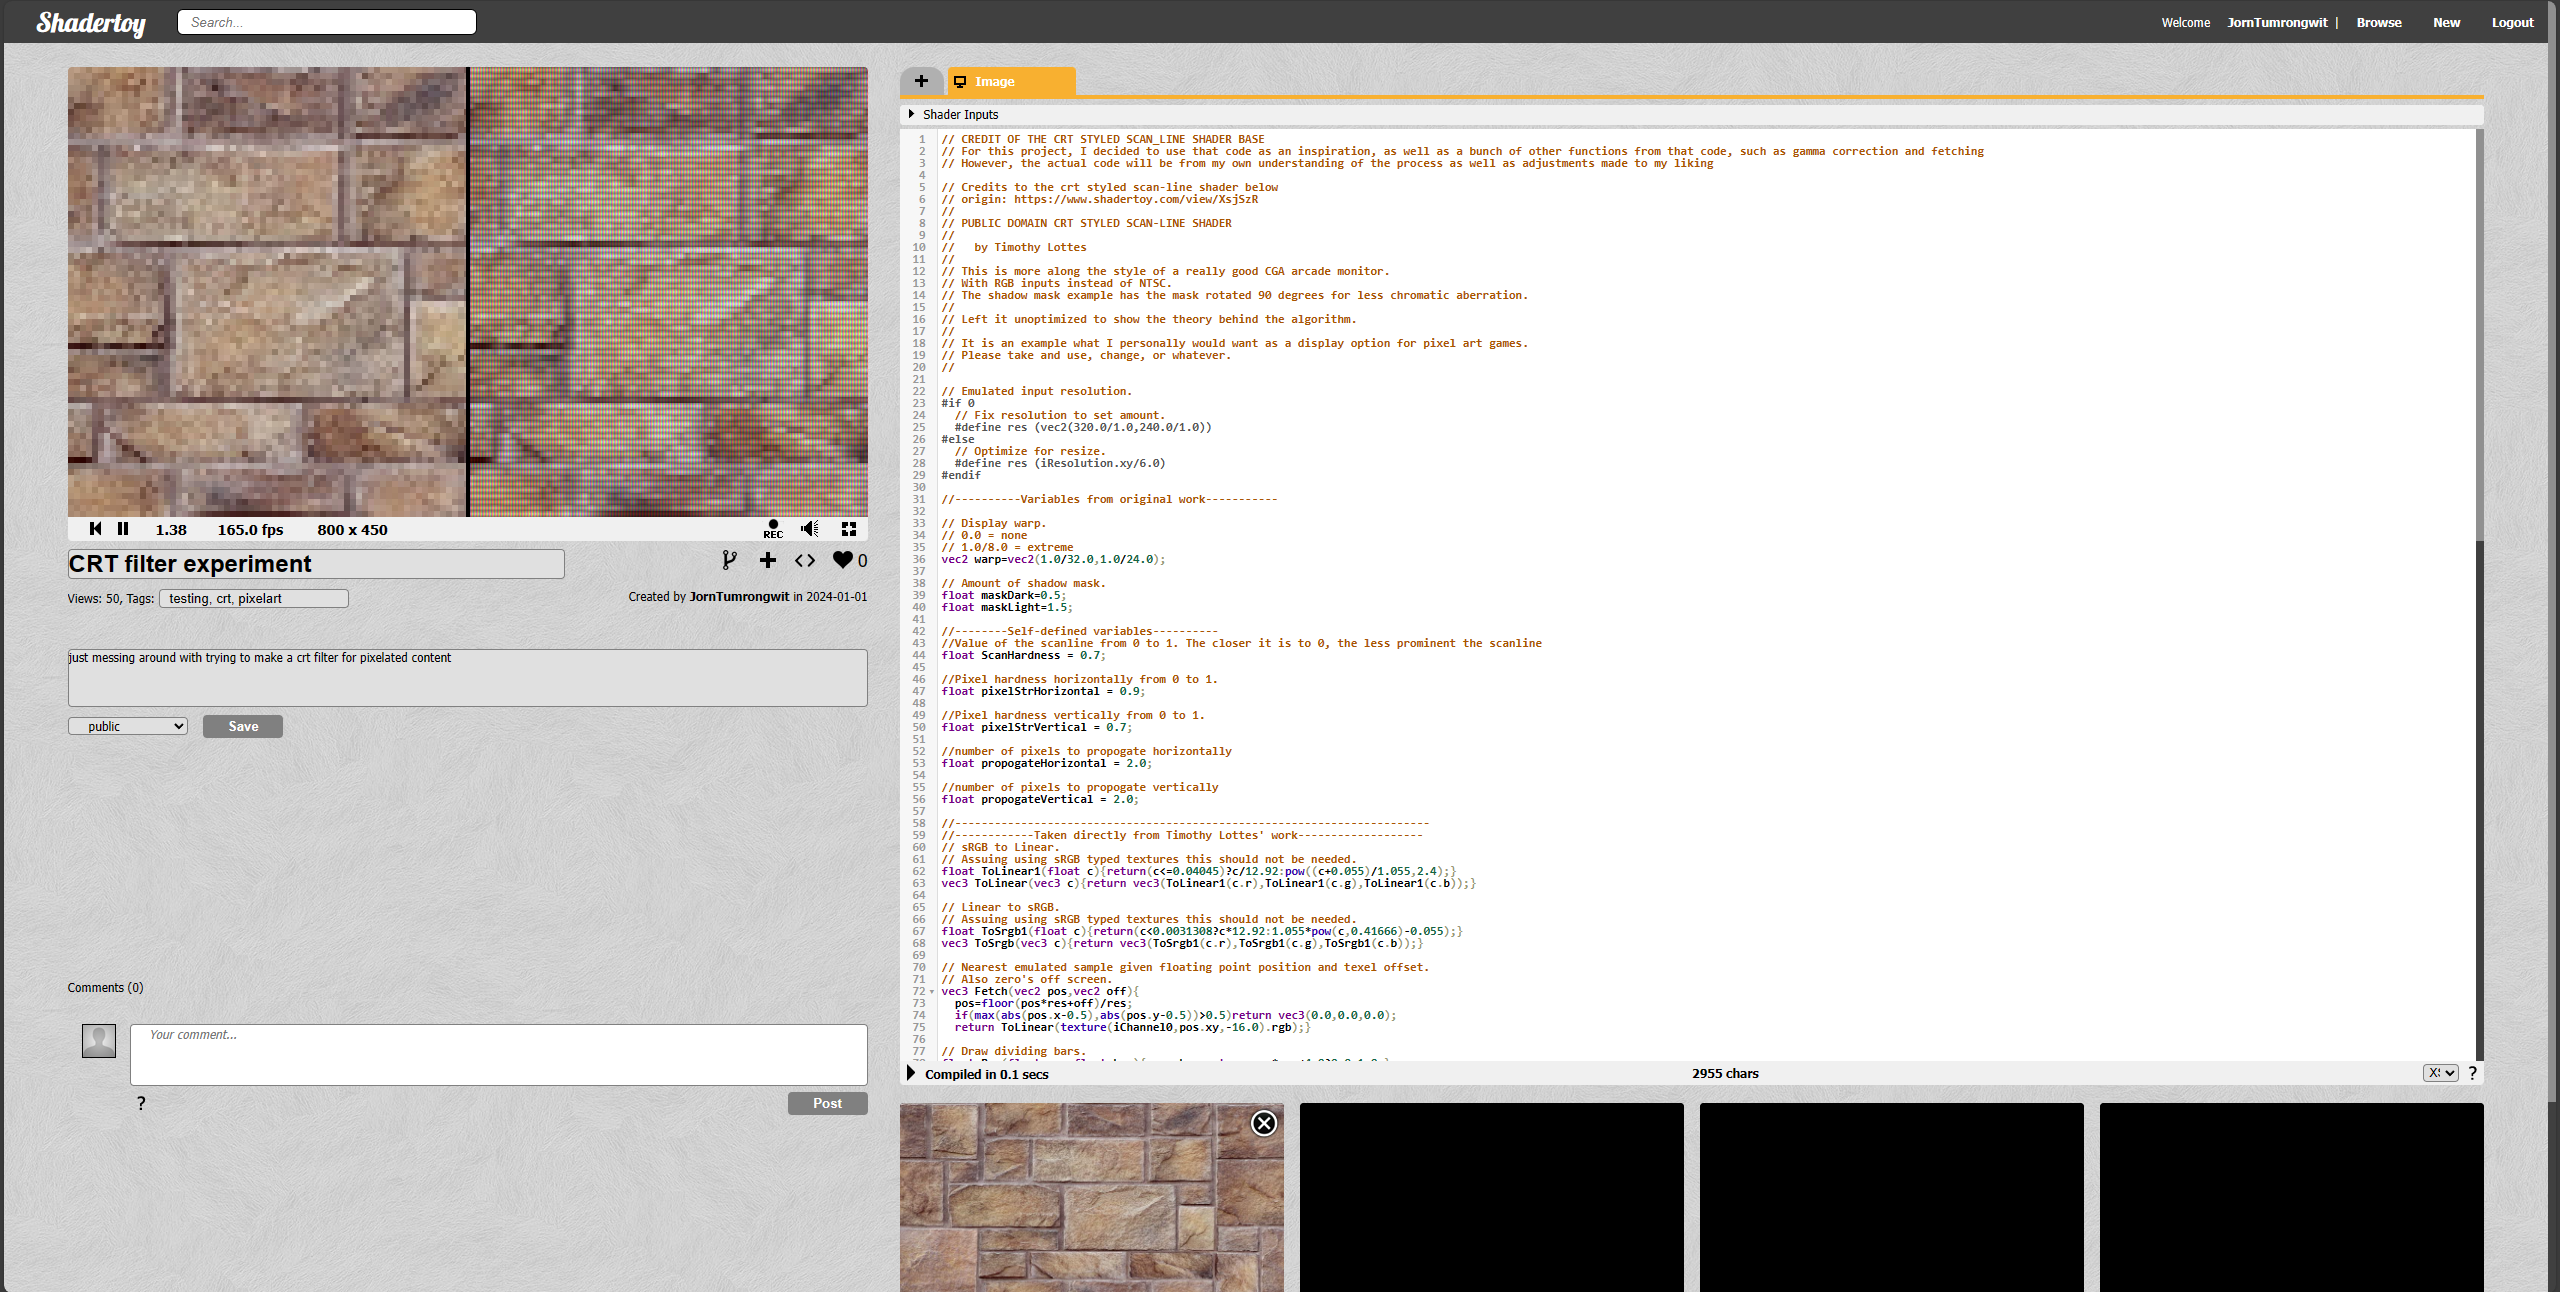 Shadertoy
Search...
Welcome JornTumrongwit | Browse New Logout
Image
Shader Inputs
1 // CREDIT OF THE CRT STYLED SCAN_LINE SHADER BASE
2 // For this project, I decided to use that code as an inspiration, as well as a bunch of other functions from that code, such as gamma correction and fetching
3 // However, the actual code will be from my own understanding of the process as well as adjustments made to my liking
4
5 // Credits to the crt styled scan-line shader below
6 // origin: https://www.shadertoy.com/view/XsjSzR
7 //
8 // PUBLIC DOMAIN CRT STYLED SCAN-LINE SHADER
9 //
10 //   by Timothy Lottes
11 //
12 // This is more along the style of a really good CGA arcade monitor.
13 // With RGB inputs instead of NTSC.
14 // The shadow mask example has the mask rotated 90 degrees for less chromatic aberration.
15 //
16 // Left it unoptimized to show the theory behind the algorithm.
17 //
18 // It is an example what I personally would want as a display option for pixel art games.
19 // Please take and use, change, or whatever.
20 //
21
22 // Emulated input resolution.
23 #if 0
24   // Fix resolution to set amount.
25   #define res (vec2(320.0/1.0,240.0/1.0))
26 #else
27   // Optimize for resize.
28   #define res (iResolution.xy/6.0)
29 #endif
30
31 //----------Variables from original work-----------
32
33 // Display warp.
34 // 0.0 = none
35 // 1.0/8.0 = extreme
36 vec2 warp=vec2(1.0/32.0,1.0/24.0);
37
38 // Amount of shadow mask.
39 float maskDark=0.5;
40 float maskLight=1.5;
41
42 //--------Self-defined variables----------
43 //Value of the scanline from 0 to 1. The closer it is to 0, the less prominent the scanline
44 float ScanHardness = 0.7;
45
46 //Pixel hardness horizontally from 0 to 1.
47 float pixelStrHorizontal = 0.9;
48
49 //Pixel hardness vertically from 0 to 1.
50 float pixelStrVertical = 0.7;
51
52 //number of pixels to propogate horizontally
53 float propogateHorizontal = 2.0;
54
55 //number of pixels to propogate vertically
56 float propogateVertical = 2.0;
57
58 //------------------------------------------------------------------------
59 //------------Taken directly from Timothy Lottes' work-------------------
60 // sRGB to Linear.
61 // Assuing using sRGB typed textures this should not be needed.
62 float ToLinear1(float c){return(c<=0.04045)?c/12.92:pow((c+0.055)/1.055,2.4);}
63 vec3 ToLinear(vec3 c){return vec3(ToLinear1(c.r),ToLinear1(c.g),ToLinear1(c.b));}
64
65 // Linear to sRGB.
66 // Assuing using sRGB typed textures this should not be needed.
67 float ToSrgb1(float c){return(c<0.0031308?c*12.92:1.055*pow(c,0.41666)-0.055);}
68 vec3 ToSrgb(vec3 c){return vec3(ToSrgb1(c.r),ToSrgb1(c.g),ToSrgb1(c.b));}
69
70 // Nearest emulated sample given floating point position and texel offset.
71 // Also zero's off screen.
72 vec3 Fetch(vec2 pos,vec2 off){
73   pos=floor(pos*res+off)/res;
74   if(max(abs(pos.x-0.5),abs(pos.y-0.5))>0.5)return vec3(0.0,0.0,0.0);
75   return ToLinear(texture(iChannel0,pos.xy,-16.0).rgb);}
76
77 // Draw dividing bars.
Compiled in 0.1 secs
2955 chars
?
1.38 165.0 fps 800 x 450
REC
CRT filter experiment
0
Views: 50, Tags: testing, crt, pixelart
Created by JornTumrongwit in 2024-01-01
just messing around with trying to make a crt filter for pixelated content
public
Save
Comments (0)
Your comment...
?
Post